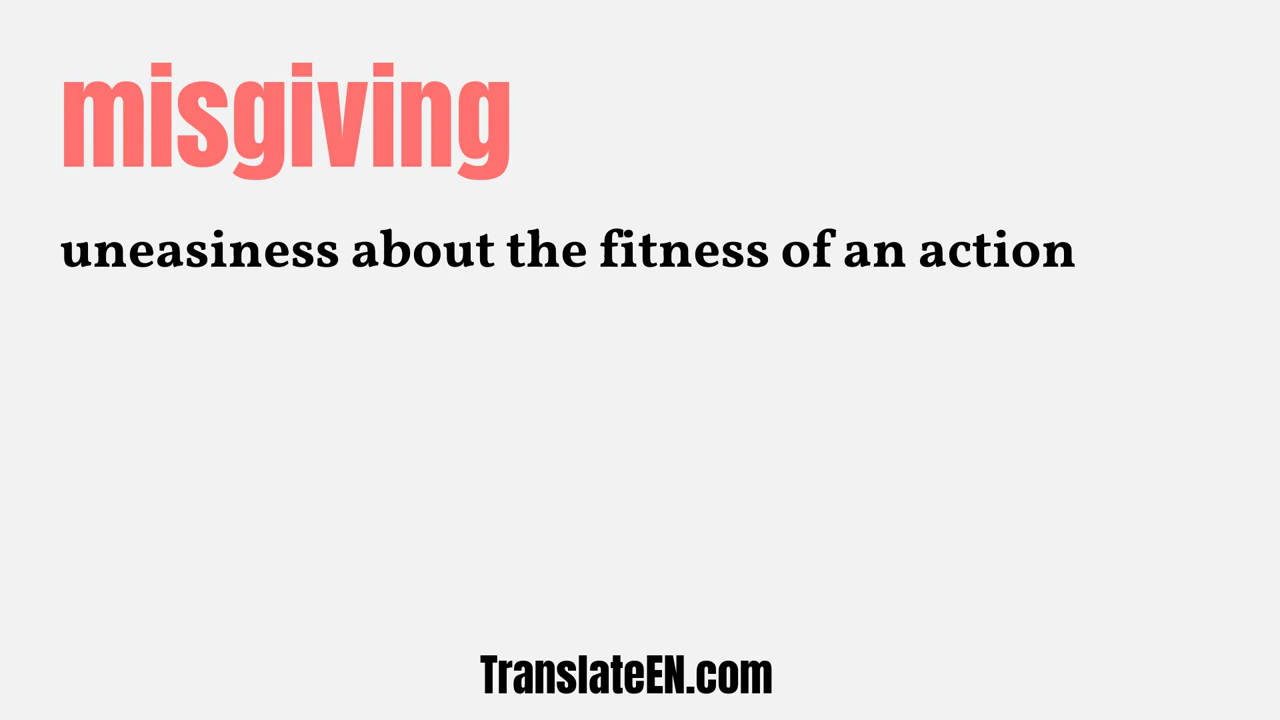 misgiving
uneasiness about the fitness of an action
TranslateEN.com